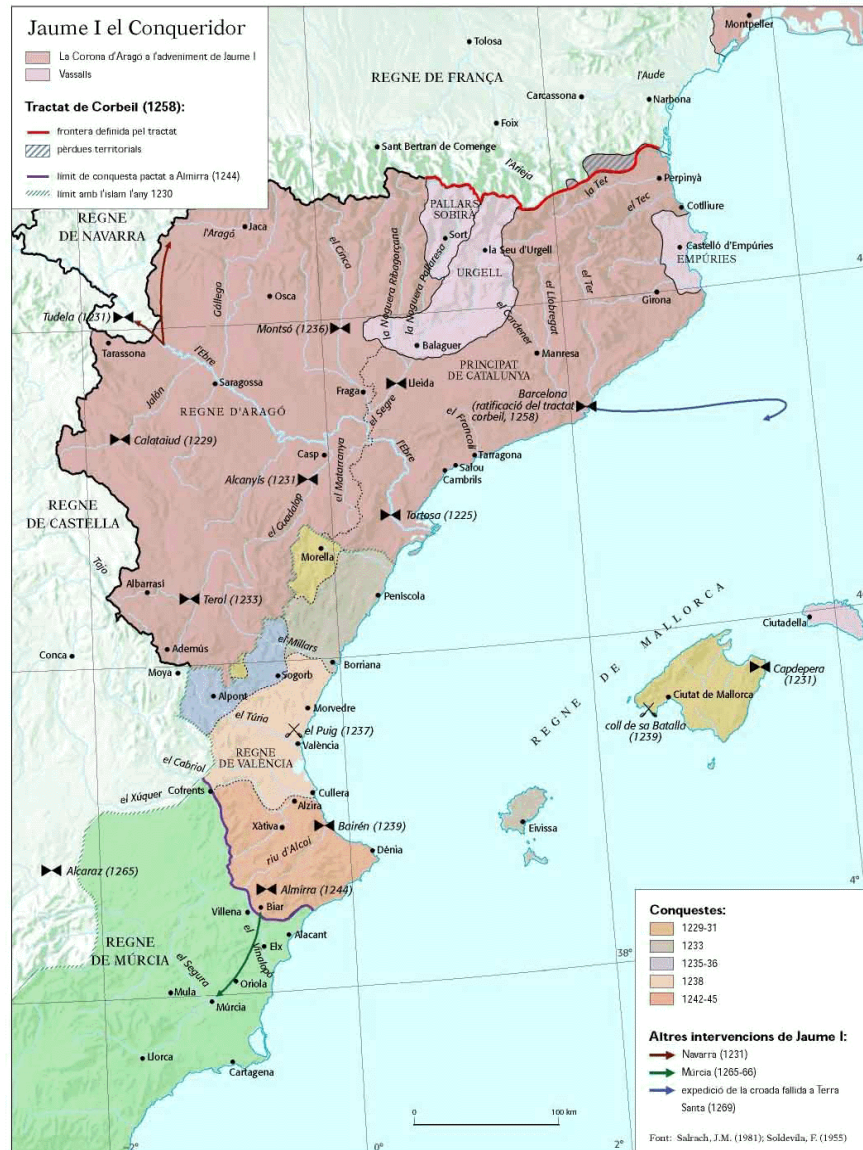 Jaume I el Conqueridor
La Corona d'Aragó a l'adveniment de Jaume I
Vassalls
Tractat de Corbeil (1258):
frontera definida pel tractat
pèrdues territorials
límit de conquesta pactat a Almirra (1244)
límit amb l'islam l'any 1230
Montpeller
Tolosa
REGNE DE FRANÇA
l'Aude
Carcassona
Narbona
Foix
Sant Bertran de Comenge
l'Arieja
la Tet
Perpinyà
el Tec
Cotlliure
REGNE
DE NAVARRA
l'Aragó
Jaca
PALLARS
SOBIRÀ
Sort
la Seu d'Urgell
URGELL
Castelló d'Empúries
EMPÚRIES
el Cinca
la Noguera Ribagorçana
la Noguera Pallaresa
Gállego
Osca
el Ter
el Llobregat
el Cardener
Girona
Tudela (1231)
Montsó (1236)
Tarassona
l'Ebre
Balaguer
Manresa
PRINCIPAT
DE CATALUNYA
Saragossa
Jalón
Fraga
Lleida
el Segre
REGNE D'ARAGÓ
Barcelona
(ratificació del tractat
corbeil, 1258)
Calataiud (1229)
el Francolí
Casp
l'Ebre
Tarragona
Salou
Cambrils
Alcanyís (1231
el Matarranya
el Guadalop
REGNE
DE CASTELLA
Tortosa (1225)
Morella
Tajo
Albarrasí
Terol (1233)
Peníscola
REGNE DE MALLORCA
Ciutadella
el Millars
Ademús
Conca
Moya
Borriana
Sogorb
Capdepera
(1231)
Alpont
Ciutat de Mallorca
Morvedre
coll de sa Batalla
(1239)
el Túria
el Puig (1237)
València
REGNE
DE VALÈNCIA
el Cabriol
el Xúquer
Cofrents
Cullera
Alzira
Xàtiva
Bairén (1239)
Eivissa
riu d'Alcoi
Dénia
Alcaraz (1265)
Almirra (1244)
4°
Biar
Villena
Alacant
el Vinalopó
Elx
REGNE
DE MÚRCIA
el Segura
38°
Oriola
Mula
Múrcia
Llorca
Cartagena
Conquestes:
1229-31
1233
1235-36
1238
1242-45
Altres intervencions de Jaume I:
Navarra (1231)
Múrcia (1265-66)
expedició de la croada fallida a Terra
Santa (1269)
Font: Salrach, J.M. (1981); Soldevila, F. (1955)
0
100 km
-2°
0°
2°